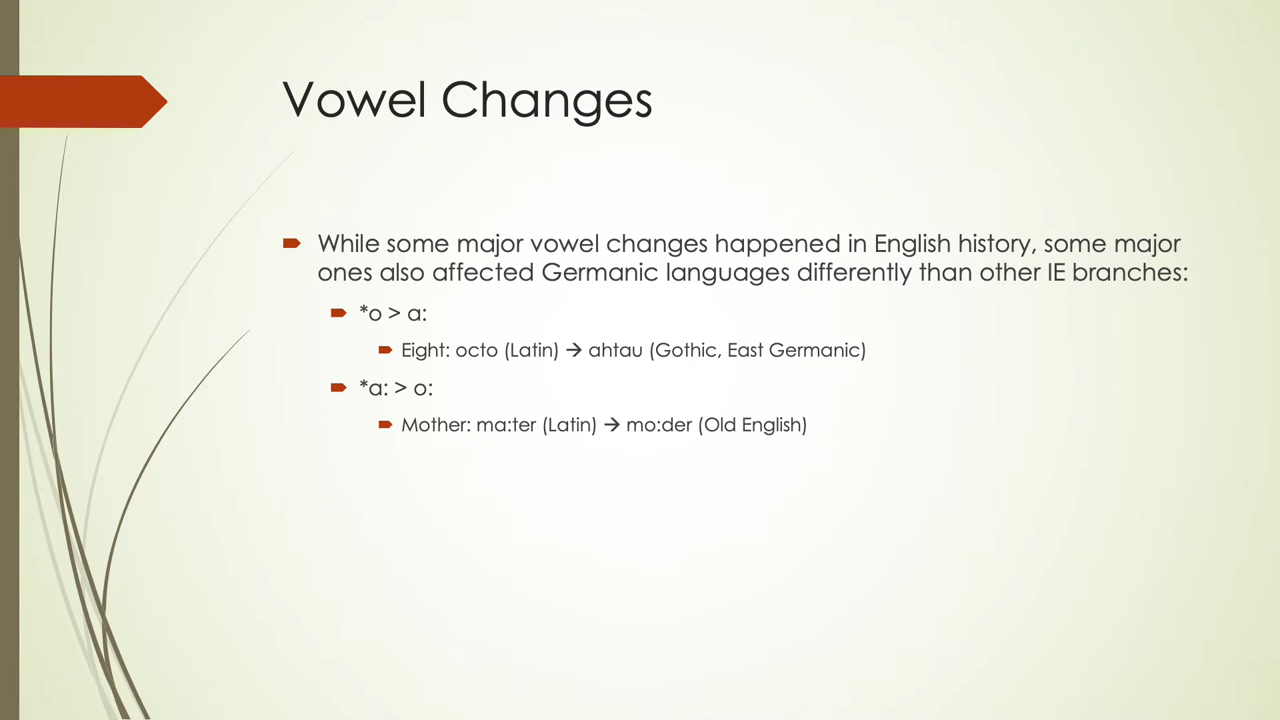 Vowel Changes
While some major vowel changes happened in English history, some major
ones also affected Germanic languages differently than other IE branches:
*o > a:
Eight: octo (Latin) → ahtau (Gothic, East Germanic)
*a: > o:
Mother: ma:ter (Latin) → mo:der (Old English)